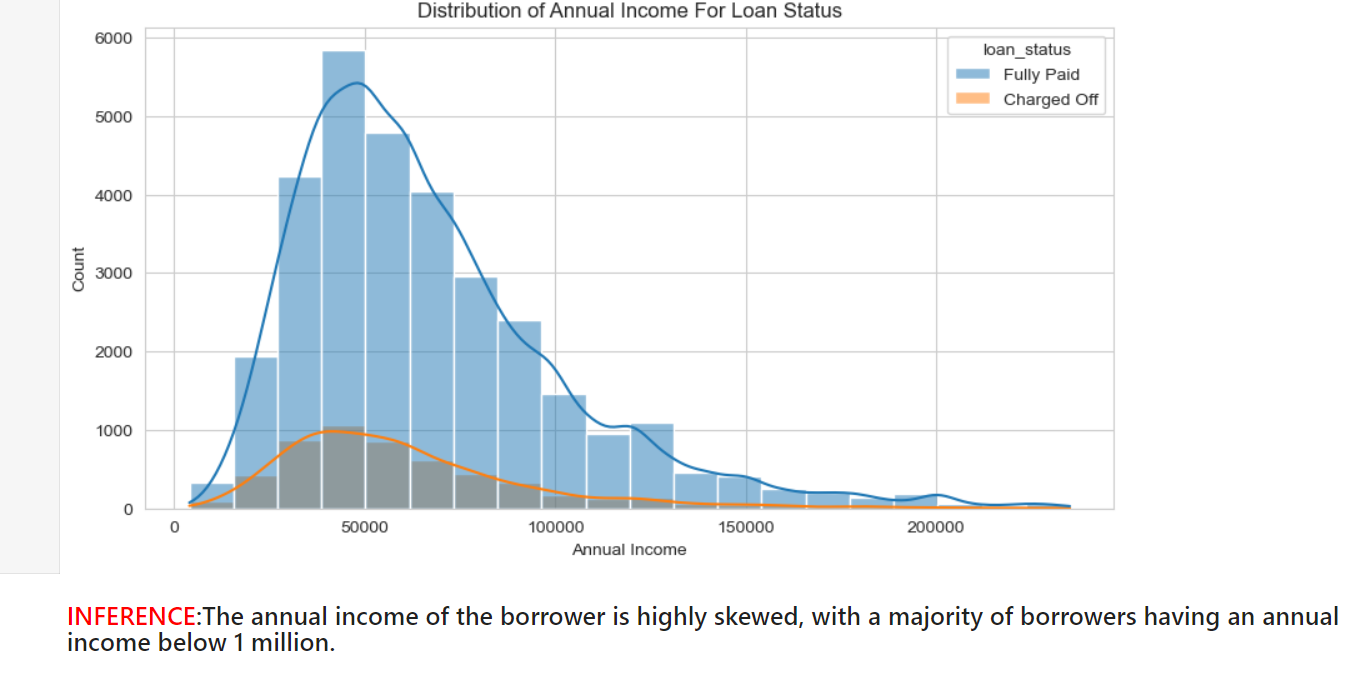 Distribution of Annual Income For Loan Status
6000
5000
4000
3000
2000
1000
0
Count
loan_status
Fully Paid
Charged Off
0 50000 100000 150000 200000
Annual Income
INFERENCE:The annual income of the borrower is highly skewed, with a majority of borrowers having an annual
income below 1 million.